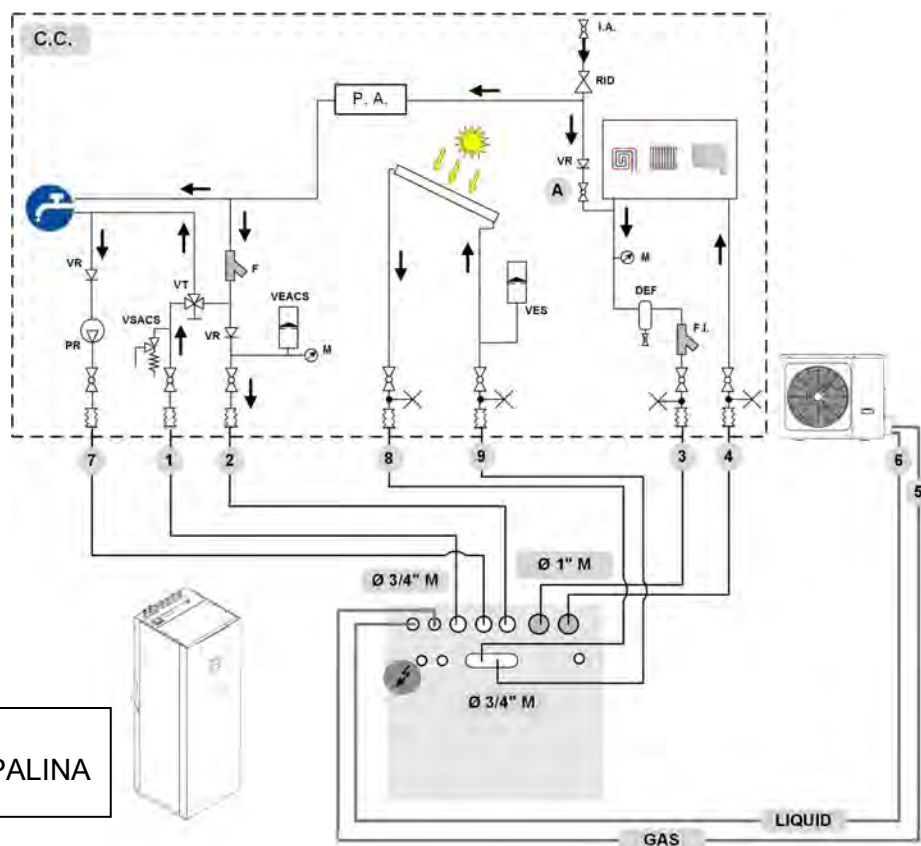 C.C.
I.A.
RID
P. A.
VR
A
M
DEF
F.I.
VES
VR
VT
F
VSACS
VEACS
PR
VR
M
7
1
2
8
9
3
4
6
5
Ø 3/4" M
Ø 1" M
Ø 3/4" M
PALINA
LIQUID
GAS